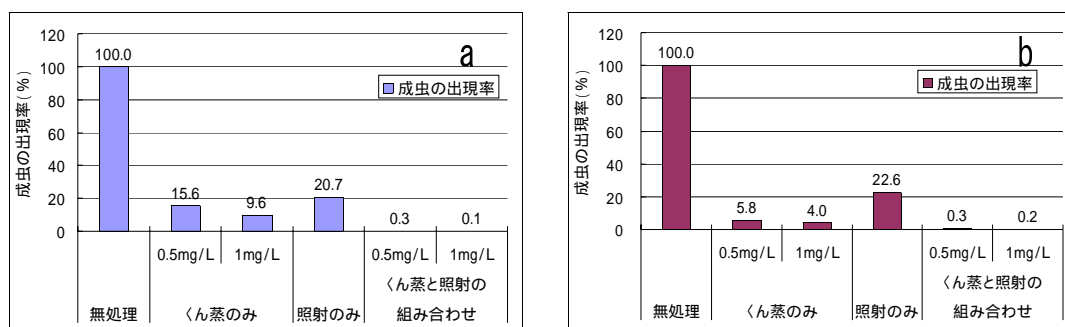 a
成虫の出現率(%)
120
100
80
60
40
20
0
100.0
15.6
9.6
20.7
0.3
0.1
成虫の出現率
0.5mg/L
1mg/L
0.5mg/L
1mg/L
無処理
くん蒸のみ
照射のみ
くん蒸と照射の
組み合わせ
b
成虫の出現率(%)
120
100
80
60
40
20
0
100.0
5.8
4.0
22.6
0.3
0.2
成虫の出現率
0.5mg/L
1mg/L
0.5mg/L
1mg/L
無処理
くん蒸のみ
照射のみ
くん蒸と照射の
組み合わせ